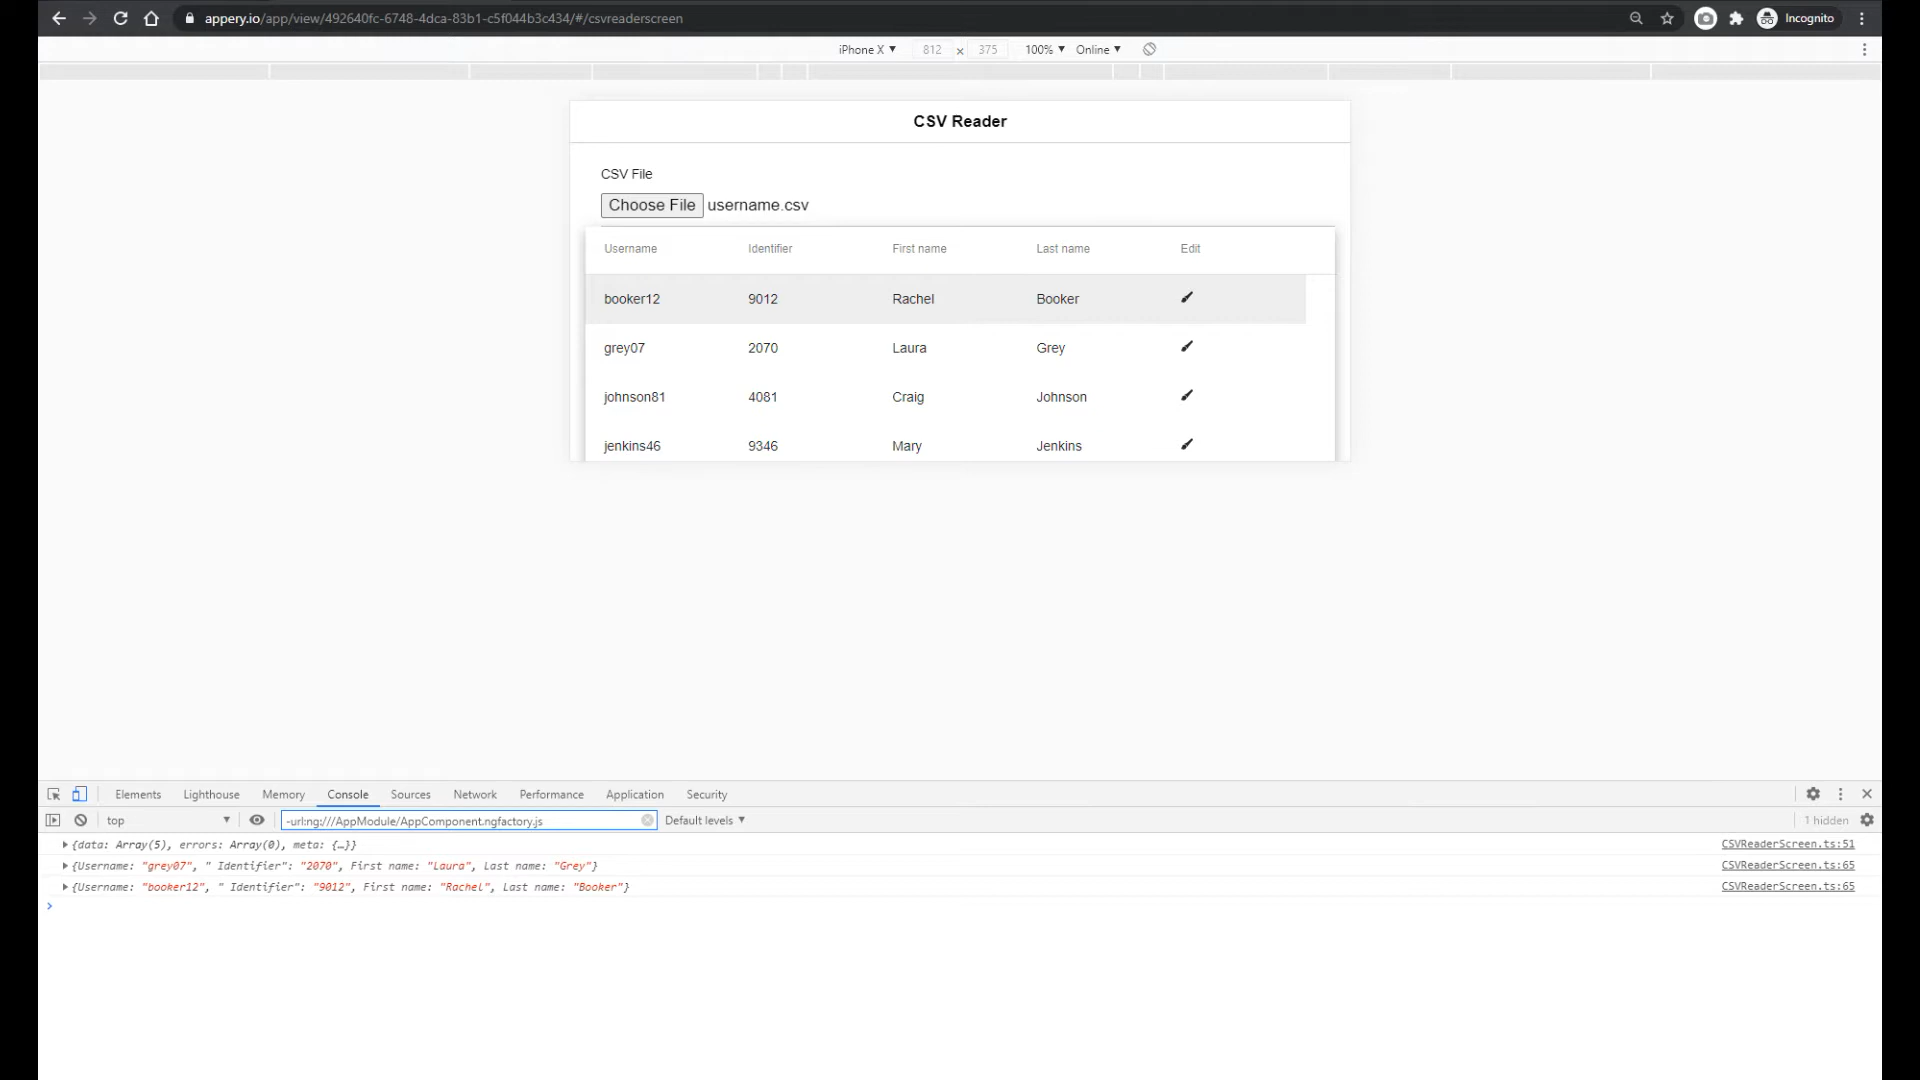 appery.io/app/view/492640fc-6748-4dca-83b1-c5f044b3c434/#/csvreaderscreen Incognito
iPhone X ▼ 812 × 375 100% ▼ Online ▼
CSV Reader
CSV File
Choose File username.csv
Username Identifier First name Last name Edit
booker12 9012 Rachel Booker
grey07 2070 Laura Grey
johnson81 4081 Craig Johnson
jenkins46 9346 Mary Jenkins
Elements Lighthouse Memory Console Sources Network Performance Application Security
top ▼ -url:ng:///AppModule/AppComponent.ngfactory.js Default levels ▼ 1 hidden
{data: Array(5), errors: Array(0), meta: {…}} CSVReaderScreen.ts:51
{Username: "grey07", " Identifier": "2070", First name: "Laura", Last name: "Grey"} CSVReaderScreen.ts:65
{Username: "booker12", " Identifier": "9012", First name: "Rachel", Last name: "Booker"} CSVReaderScreen.ts:65